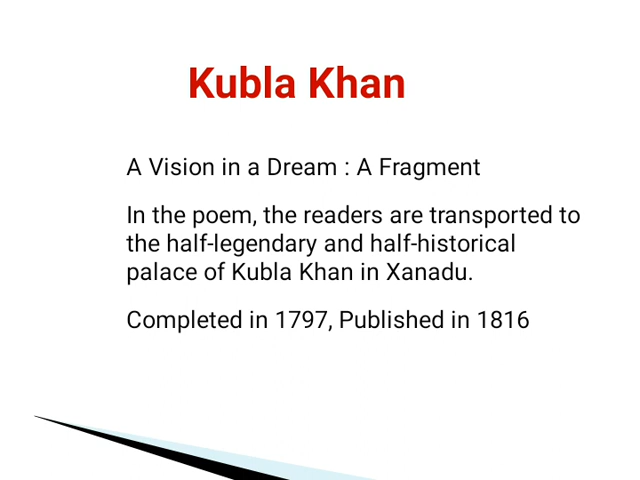 Kubla Khan
A Vision in a Dream : A Fragment
In the poem, the readers are transported to
the half-legendary and half-historical
palace of Kubla Khan in Xanadu.
Completed in 1797, Published in 1816